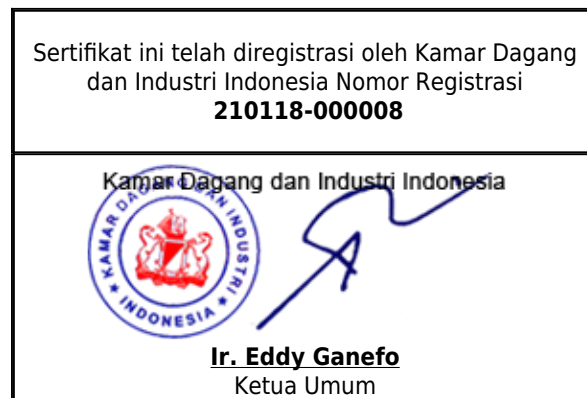 Sertifikat ini telah diregistrasi oleh Kamar Dagang
dan Industri Indonesia Nomor Registrasi
210118-000008
Kamar Dagang dan Industri Indonesia
KAMAR DAGANG DAN INDUSTRI
INDONESIA
Ir. Eddy Ganefo
Ketua Umum